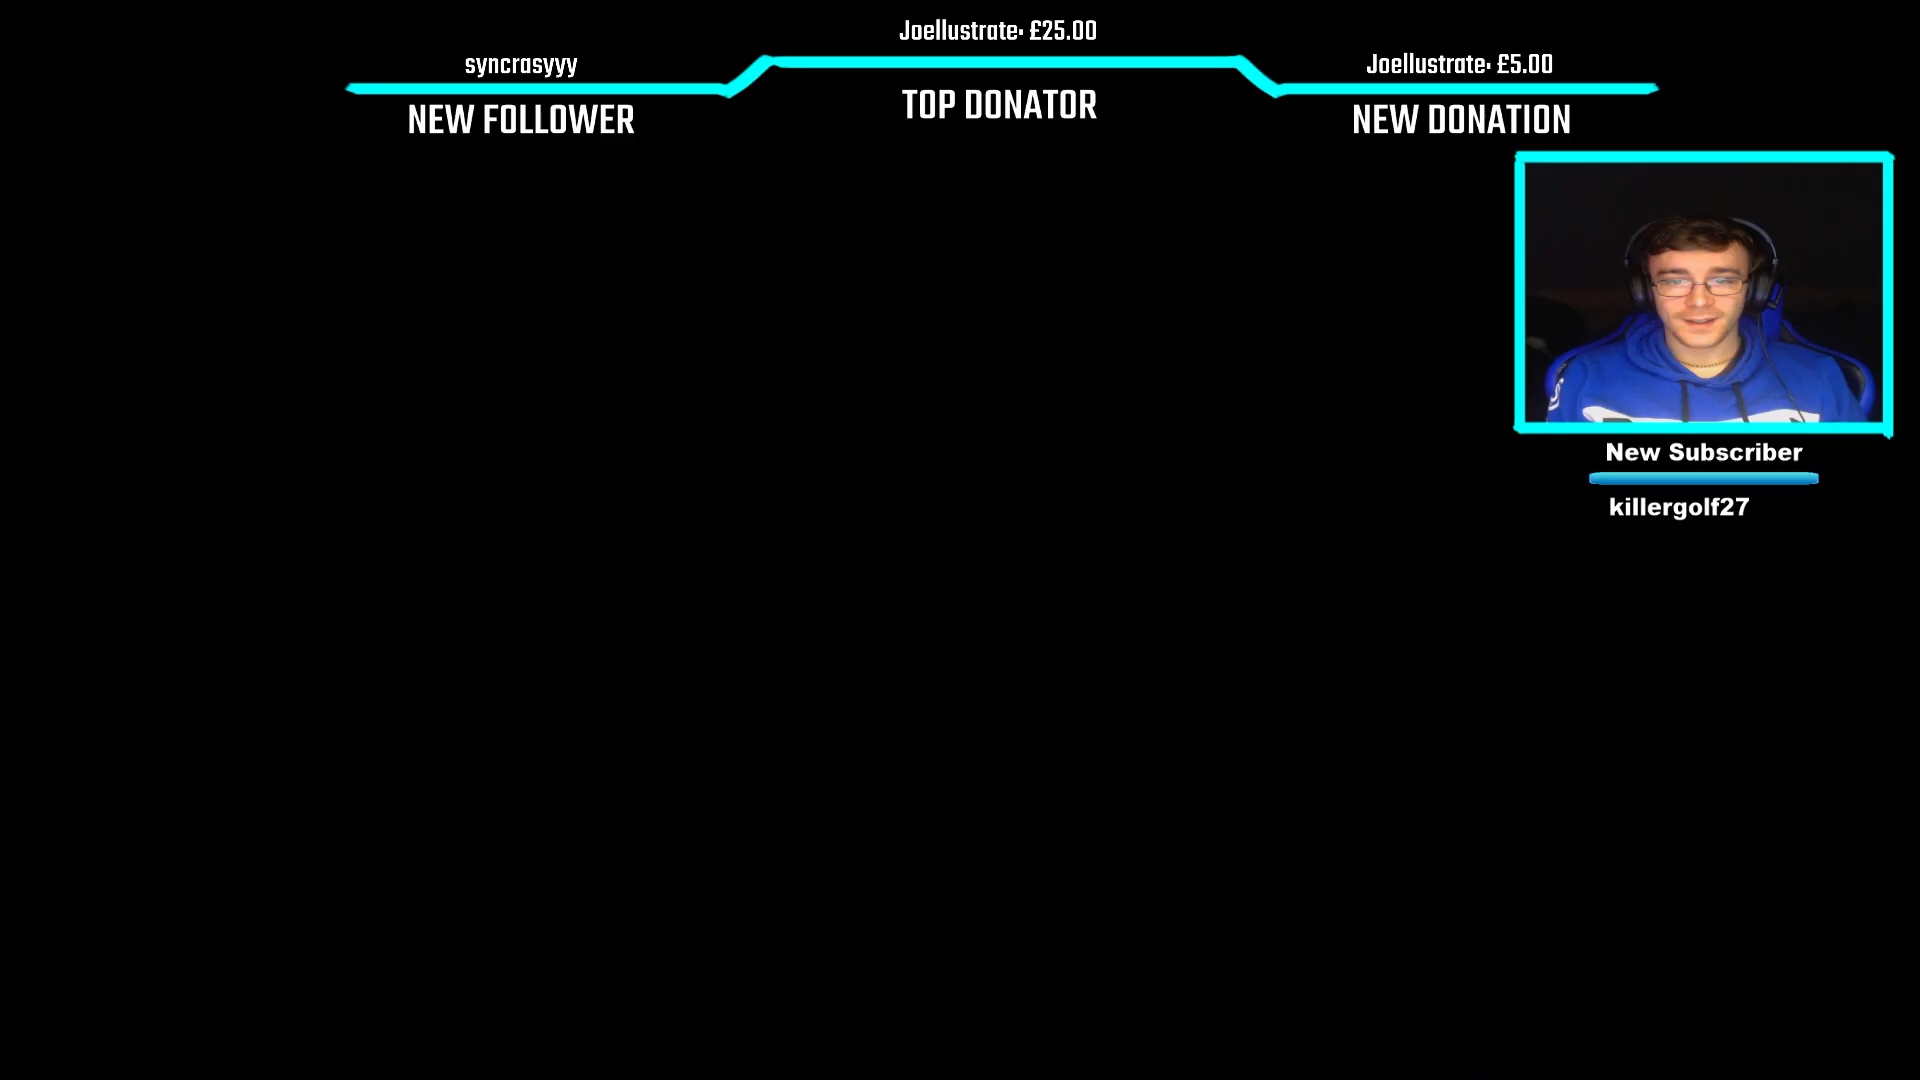 Joellustrate: £25.00
syncrasyyy
Joellustrate: £5.00
TOP DONATOR
NEW FOLLOWER
NEW DONATION
New Subscriber
killergolf27